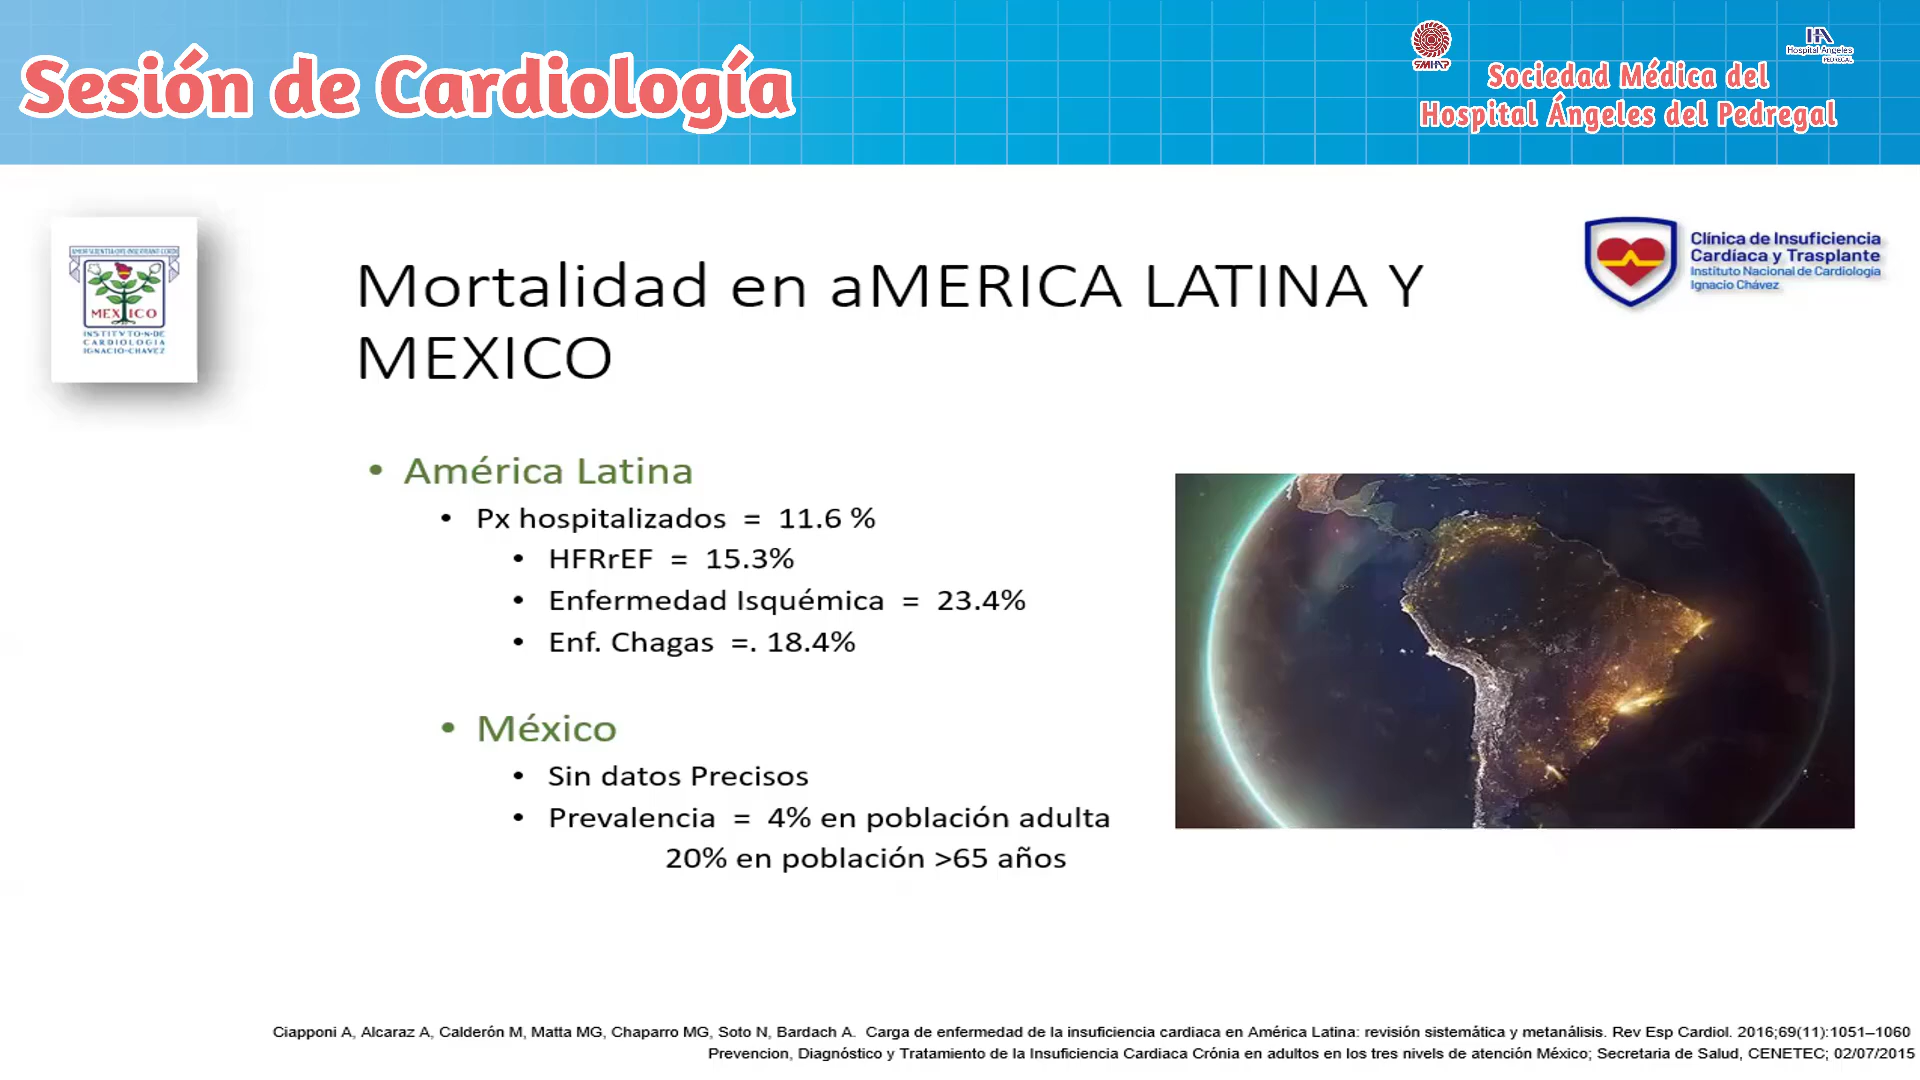 Sesión de Cardiología
SMHAP
Hospital Angeles
PEDREGAL
Sociedad Médica del
Hospital Ángeles del Pedregal
MEXICO
INSTITVTO·N·DE
CARDIOLOGIA
IGNACIO·CHAVEZ
Clínica de Insuficiencia
Cardíaca y Trasplante
Instituto Nacional de Cardiología
Ignacio Chávez
Mortalidad en aMERICA LATINA Y
MEXICO
• América Latina
• Px hospitalizados = 11.6 %
• HFRrEF = 15.3%
• Enfermedad Isquémica = 23.4%
• Enf. Chagas =. 18.4%
• México
• Sin datos Precisos
• Prevalencia = 4% en población adulta
20% en población >65 años
Ciapponi A, Alcaraz A, Calderón M, Matta MG, Chaparro MG, Soto N, Bardach A. Carga de enfermedad de la insuficiencia cardiaca en América Latina: revisión sistemática y metanálisis. Rev Esp Cardiol. 2016;69(11):1051–1060
Prevencion, Diagnóstico y Tratamiento de la Insuficiencia Cardiaca Crónia en adultos en los tres nivels de atención México; Secretaria de Salud, CENETEC; 02/07/2015